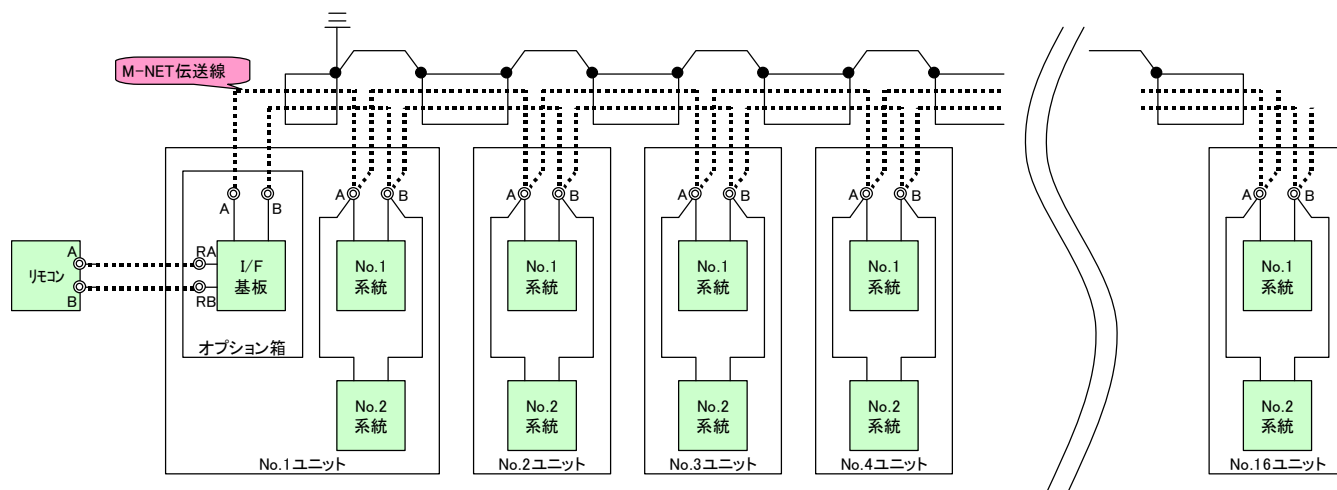 M-NET伝送線
A
B
A
B
A
B
A
B
A
B
A
B
リモコン
A
B
RA
RB
I/F
基板
オプション箱
No.1
系統
No.1
系統
No.1
系統
No.1
系統
No.1
系統
No.2
系統
No.2
系統
No.2
系統
No.2
系統
No.2
系統
No.1ユニット
No.2ユニット
No.3ユニット
No.4ユニット
No.16ユニット